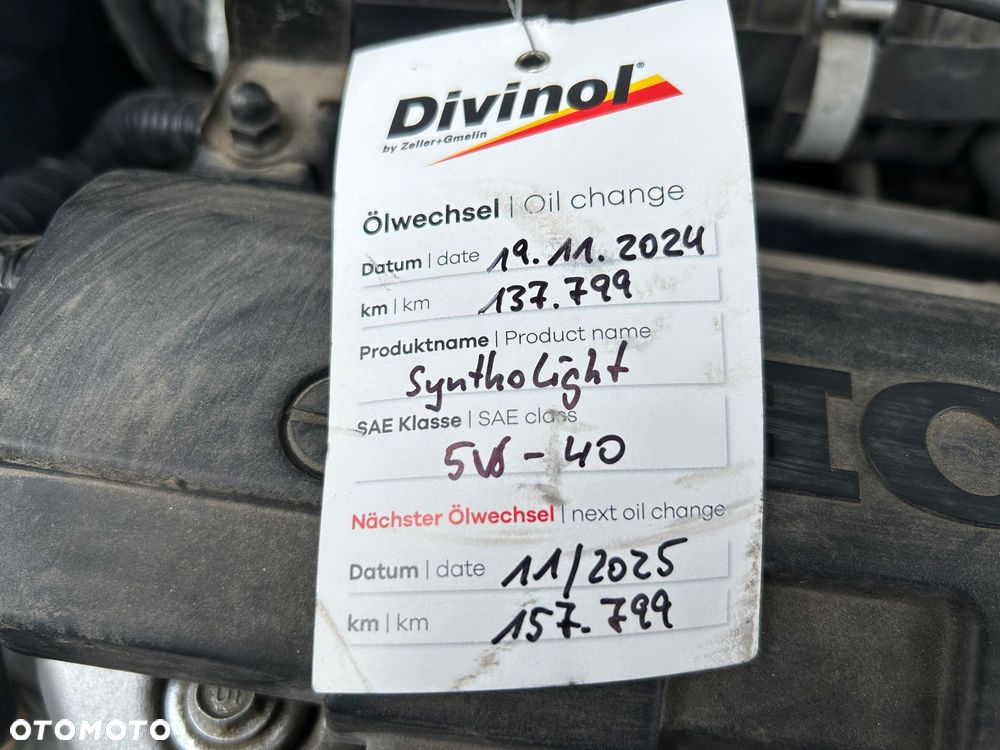 Divinol®
by Zeller+Gmelin
Ölwechsel | Oil change
Datum | date 19.11.2024
km | km 137.799
Produktname | Product name
Syntholight
SAE Klasse | SAE class
5W-40
Nächster Ölwechsel | next oil change
Datum | date 11/2025
km | km 157.799
OTOMOTO